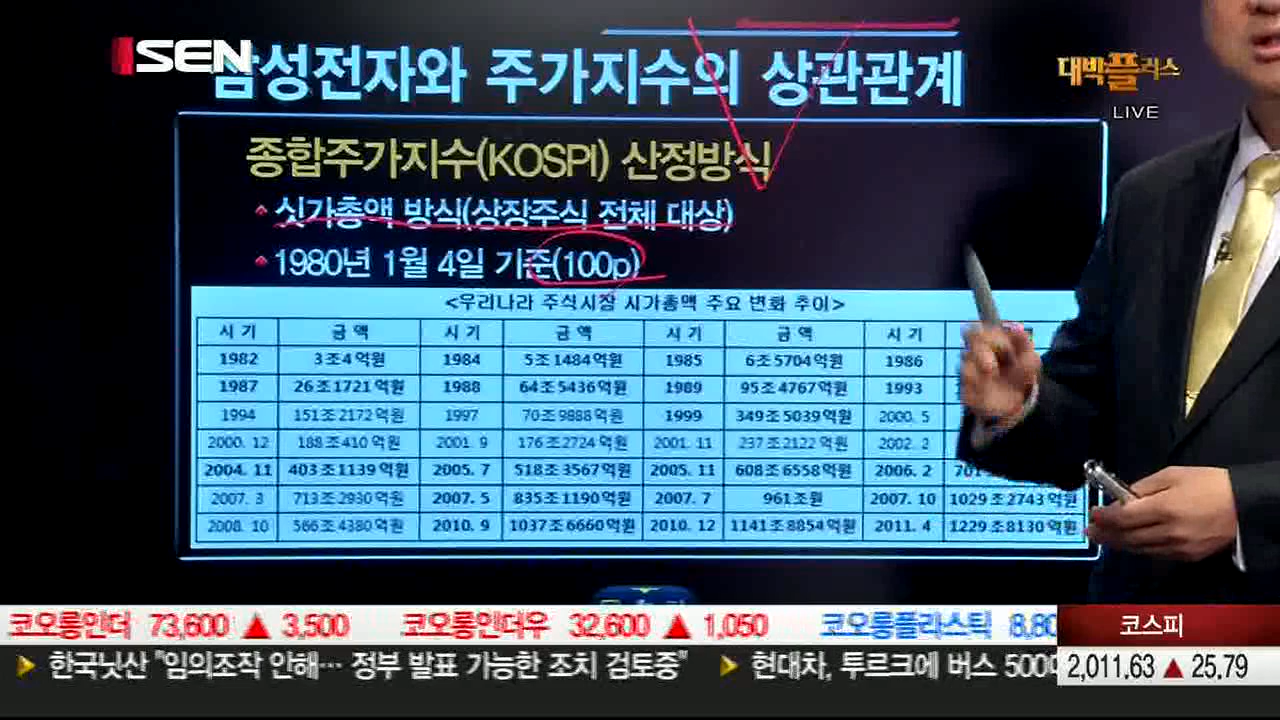 SEN
삼성전자와 주가지수의 상관관계
대박플러스
LIVE
종합주가지수(KOSPI) 산정방식
싯가총액 방식(상장주식 전체 대상)
1980년 1월 4일 기준(100p)
<우리나라 주식시장 시가총액 주요 변화 추이>
시 기 금 액 시 기 금 액 시 기 금 액 시 기
1982 3조4억원 1984 5조1484억원 1985 6조5704억원 1986
1987 26조1721억원 1988 64조5436억원 1989 95조4767억원 1993
1994 151조2172억원 1997 70조9888억원 1999 349조5039억원 2000. 5
2000. 12 188조410억원 2001. 9 176조2724억원 2001. 11 237조2122억원 2002. 2
2004. 11 403조1139억원 2005. 7 518조3567억원 2005. 11 608조6558억원 2006. 2
2007. 3 713조2930억원 2007. 5 835조1190억원 2007. 7 961조원 2007. 10 1029조2743억원
2008. 10 566조4380억원 2010. 9 1037조6660억원 2010. 12 1141조8854억원 2011. 4 1229조8130억원
코오롱인더 73,600 ▲ 3,500 코오롱인더우 32,600 ▲ 1,050 코오롱플라스틱 8,80
코스피
한국닛산 "임의조작 안해… 정부 발표 가능한 조치 검토중" 현대차, 투르크에 버스 500
2,011.63 ▲ 25.79